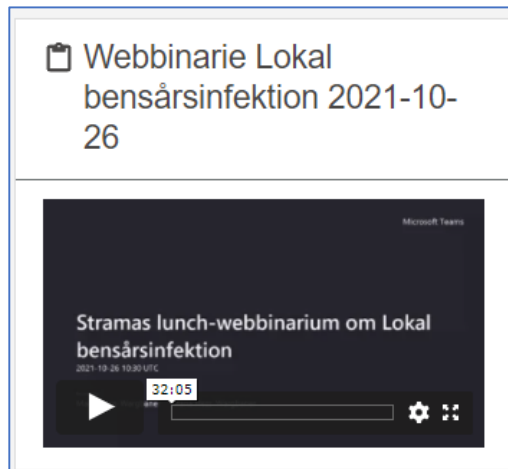 Webbinarie Lokal
bensårsinfektion 2021-10-
26
Microsoft Teams
Stramas lunch-webbinarium om Lokal
bensårsinfektion
2021-10-26 10:30 UTC
32:05